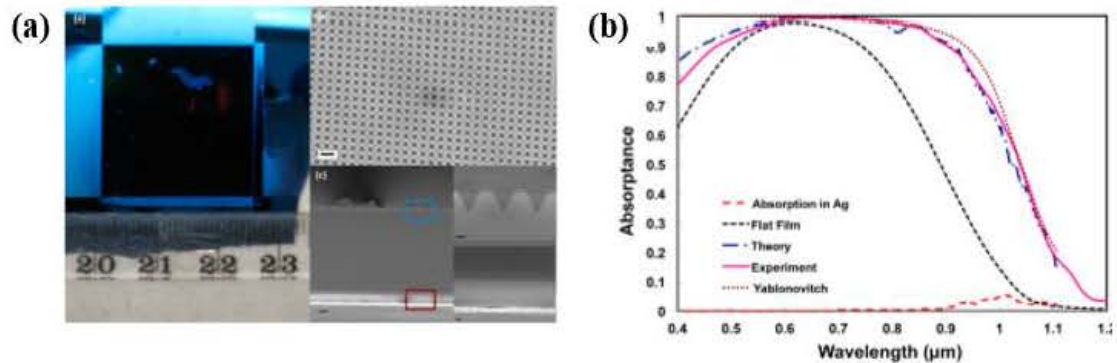 (a)
20 21 22 23
(c)
(b)
Absorptance
1
0.9
0.8
0.7
0.6
0.5
0.4
0.3
0.2
0.1
0
Absorption in Ag
Flat Film
Theory
Experiment
Yablonovitch
0.4 0.5 0.6 0.7 0.8 0.9 1 1.1 1.2
Wavelength (µm)